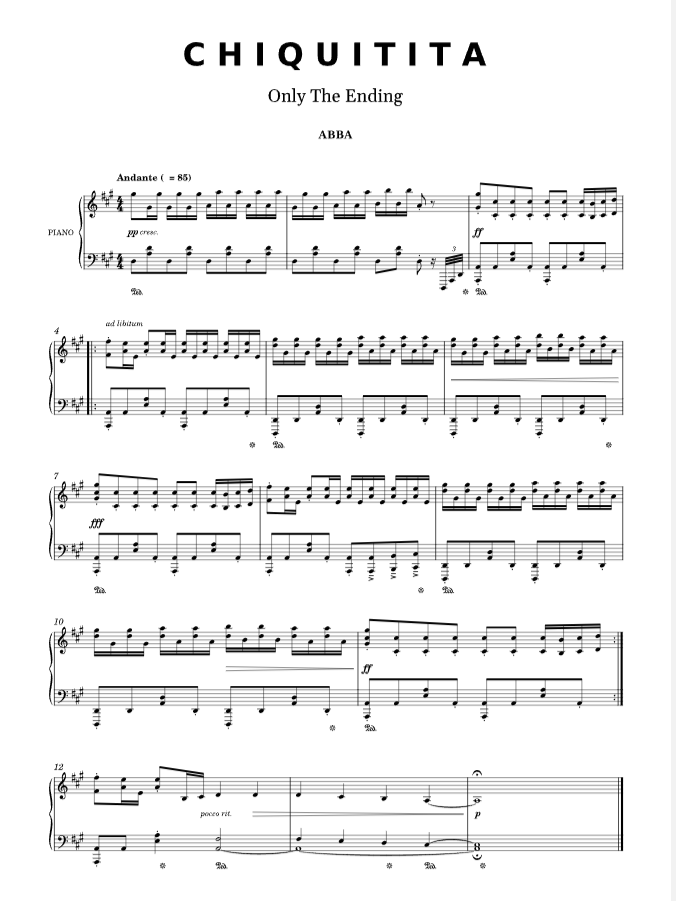 CHIQUITITA
Only The Ending
ABBA
Andante ( = 85)
PIANO
pp cresc.
3
ff
4
ad libitum
7
fff
10
ff
12
pocco rit.
p